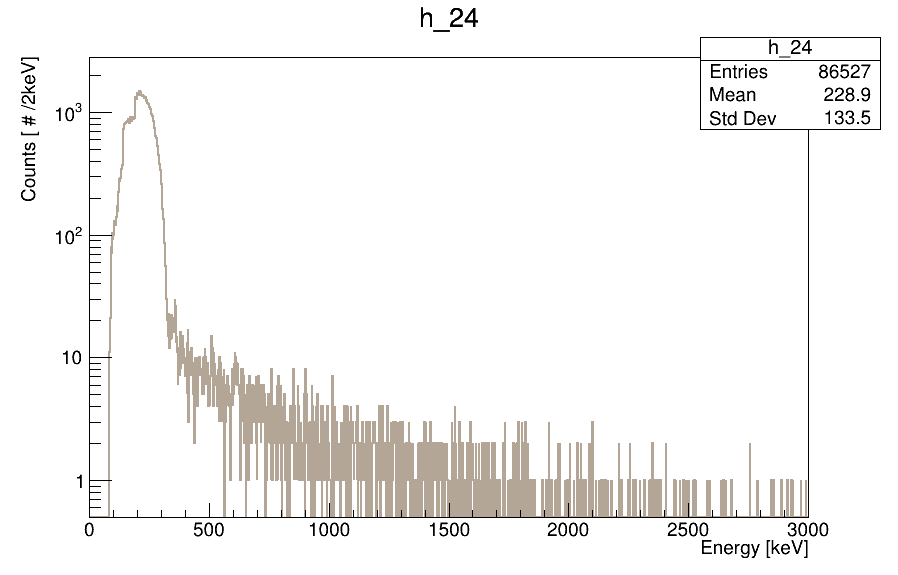 h_24
h_24
Entries 86527
Mean 228.9
Std Dev 133.5
Counts [ # /2keV]
10³
10²
10
1
0 500 1000 1500 2000 2500 3000
Energy [keV]